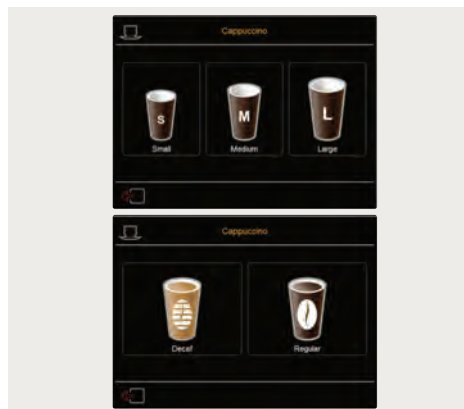 Cappuccino
S M L
Small Medium Large
Cappuccino
Decaf Regular